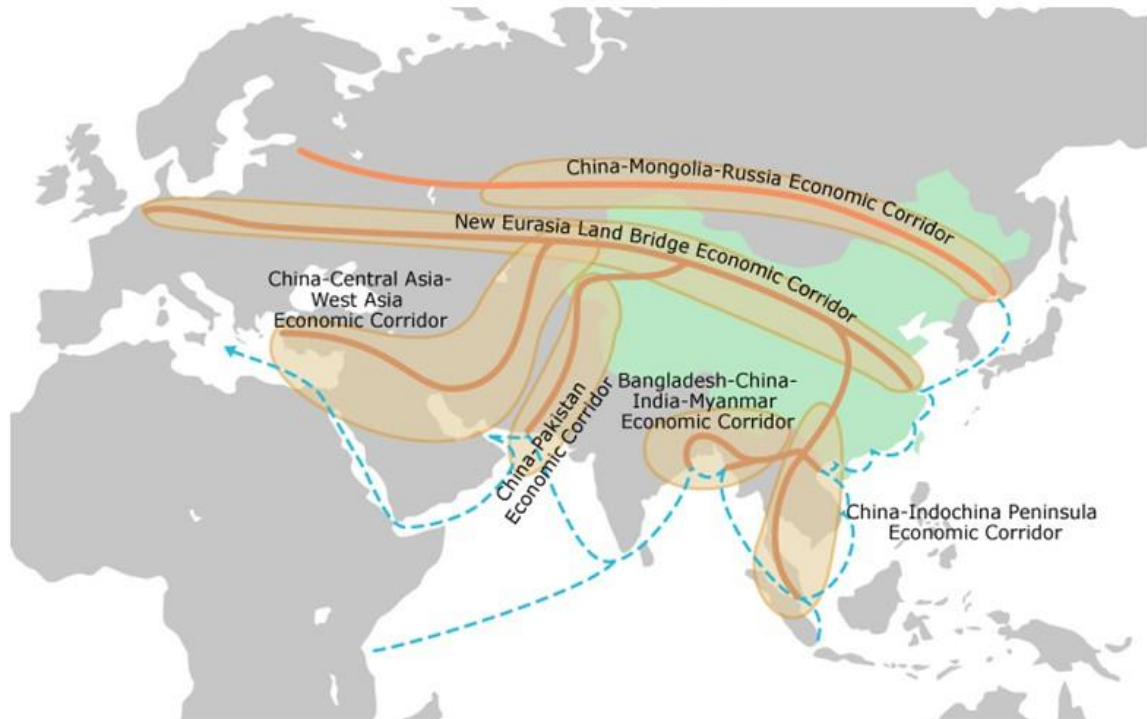 China-Mongolia-Russia Economic Corridor
New Eurasia Land Bridge Economic Corridor
China-Central Asia-
West Asia
Economic Corridor
Bangladesh-China-
India-Myanmar
Economic Corridor
China-Pakistan
Economic Corridor
China-Indochina Peninsula
Economic Corridor